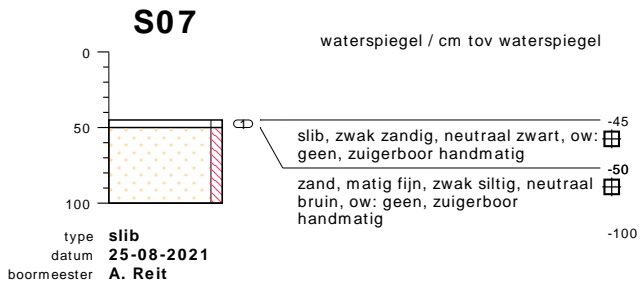 S07
waterspiegel / cm tov waterspiegel
0
50
100
1
-45
slib, zwak zandig, neutraal zwart, ow:
geen, zuigerboor handmatig
-50
zand, matig fijn, zwak siltig, neutraal
bruin, ow: geen, zuigerboor
handmatig
-100
type slib
datum 25-08-2021
boormeester A. Reit